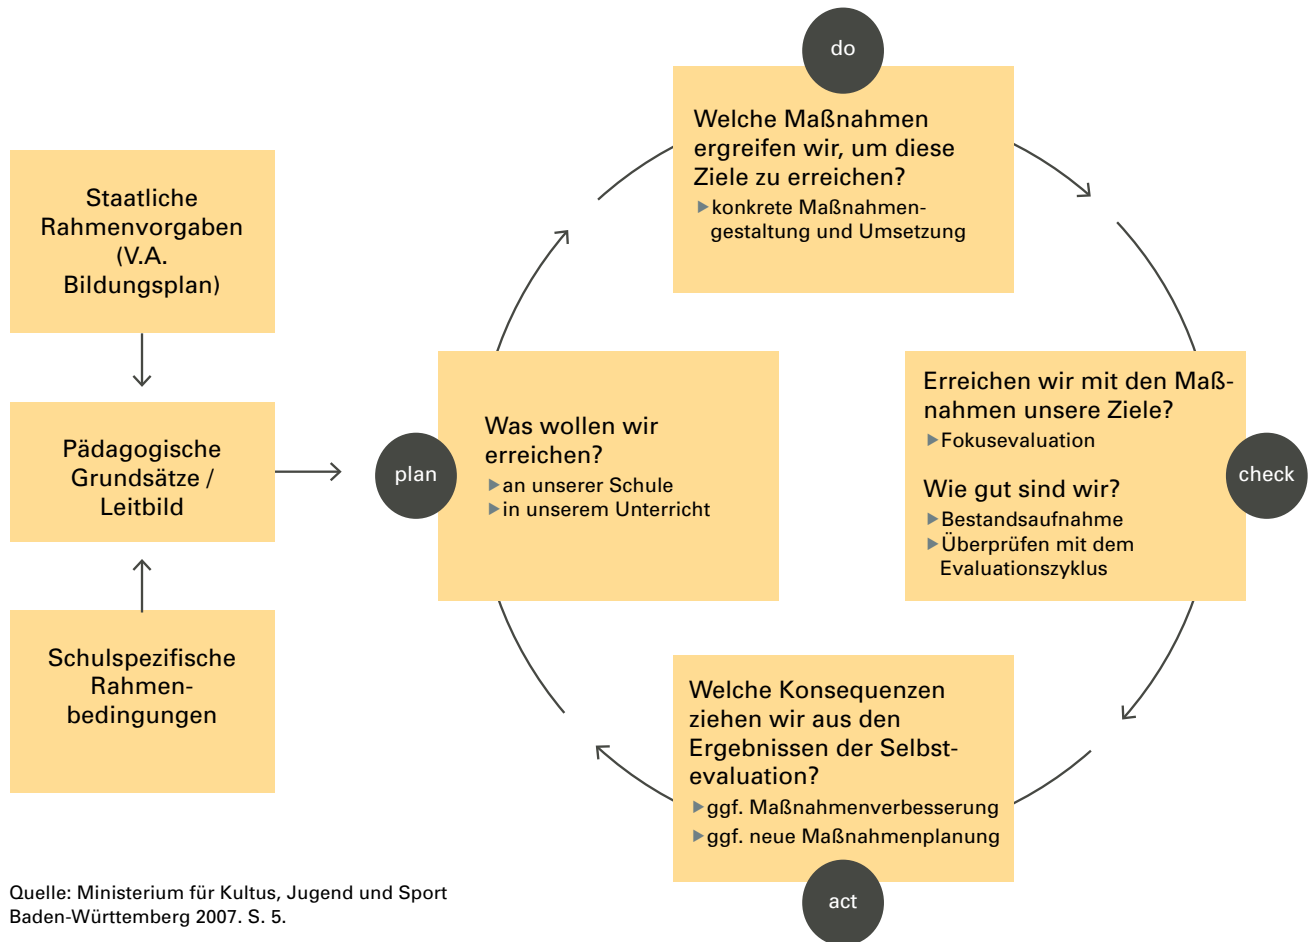 Staatliche
Rahmenvorgaben
(V.A.
Bildungsplan)
Pädagogische
Grundsätze /
Leitbild
Schulspezifische
Rahmen-
bedingungen
plan
Was wollen wir
erreichen?
▶an unserer Schule
▶in unserem Unterricht
do
Welche Maßnahmen
ergreifen wir, um diese
Ziele zu erreichen?
▶konkrete Maßnahmen-
gestaltung und Umsetzung
Erreichen wir mit den Maß-
nahmen unsere Ziele?
▶Fokusevaluation
Wie gut sind wir?
▶Bestandsaufnahme
▶Überprüfen mit dem
Evaluationszyklus
check
Welche Konsequenzen
ziehen wir aus den
Ergebnissen der Selbst-
evaluation?
▶ggf. Maßnahmenverbesserung
▶ggf. neue Maßnahmenplanung
act
Quelle: Ministerium für Kultus, Jugend und Sport
Baden-Württemberg 2007. S. 5.